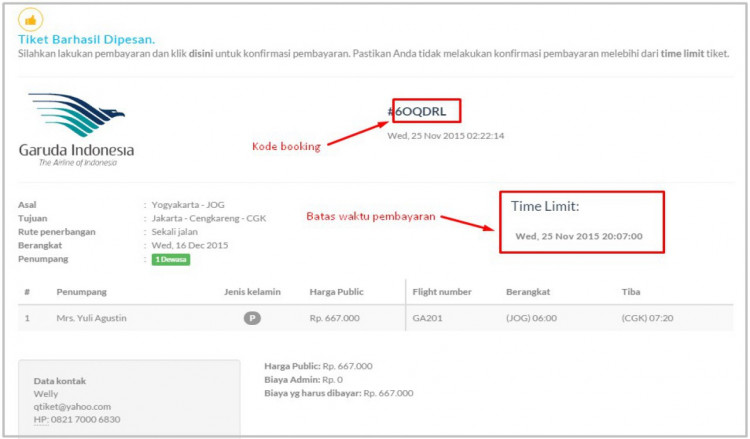 Tiket Barhasil Dipesan.
Silahkan lakukan pembayaran dan klik disini untuk konfirmasi pembayaran. Pastikan Anda tidak melakukan konfirmasi pembayaran melebihi dari time limit tiket.
Garuda Indonesia
The Airline of Indonesia
#6OQDRL
Wed, 25 Nov 2015 02:22:14
Kode booking
Asal : Yogyakarta - JOG
Tujuan : Jakarta - Cengkareng - CGK
Rute penerbangan : Sekali jalan
Berangkat : Wed, 16 Dec 2015
Penumpang : 1 Dewasa
Batas waktu pembayaran
Time Limit:
Wed, 25 Nov 2015 20:07:00
# Penumpang Jenis kelamin Harga Public Flight number Berangkat Tiba
1 Mrs. Yuli Agustin P Rp. 667.000 GA201 (JOG) 06:00 (CGK) 07:20
Data kontak
Welly
qtiket@yahoo.com
HP: 0821 7000 6830
Harga Public: Rp. 667.000
Biaya Admin: Rp. 0
Biaya yg harus dibayar: Rp. 667.000